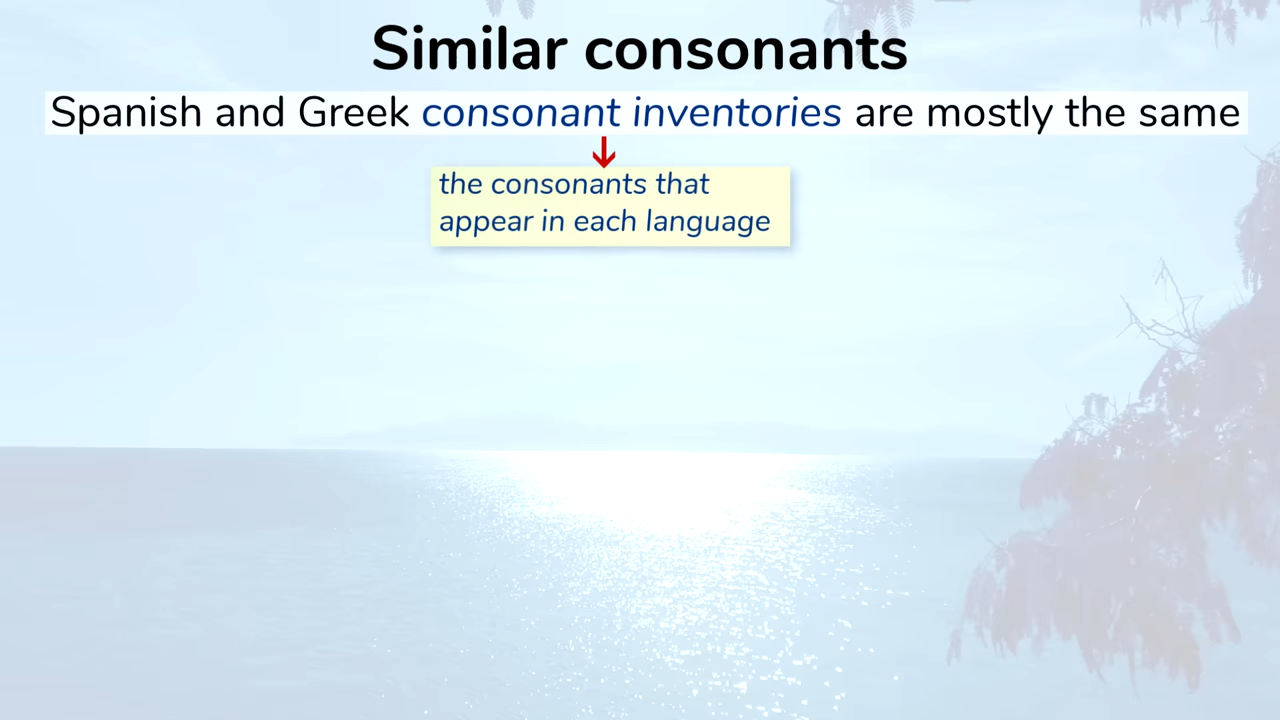 Similar consonants
Spanish and Greek consonant inventories are mostly the same
the consonants that
appear in each language